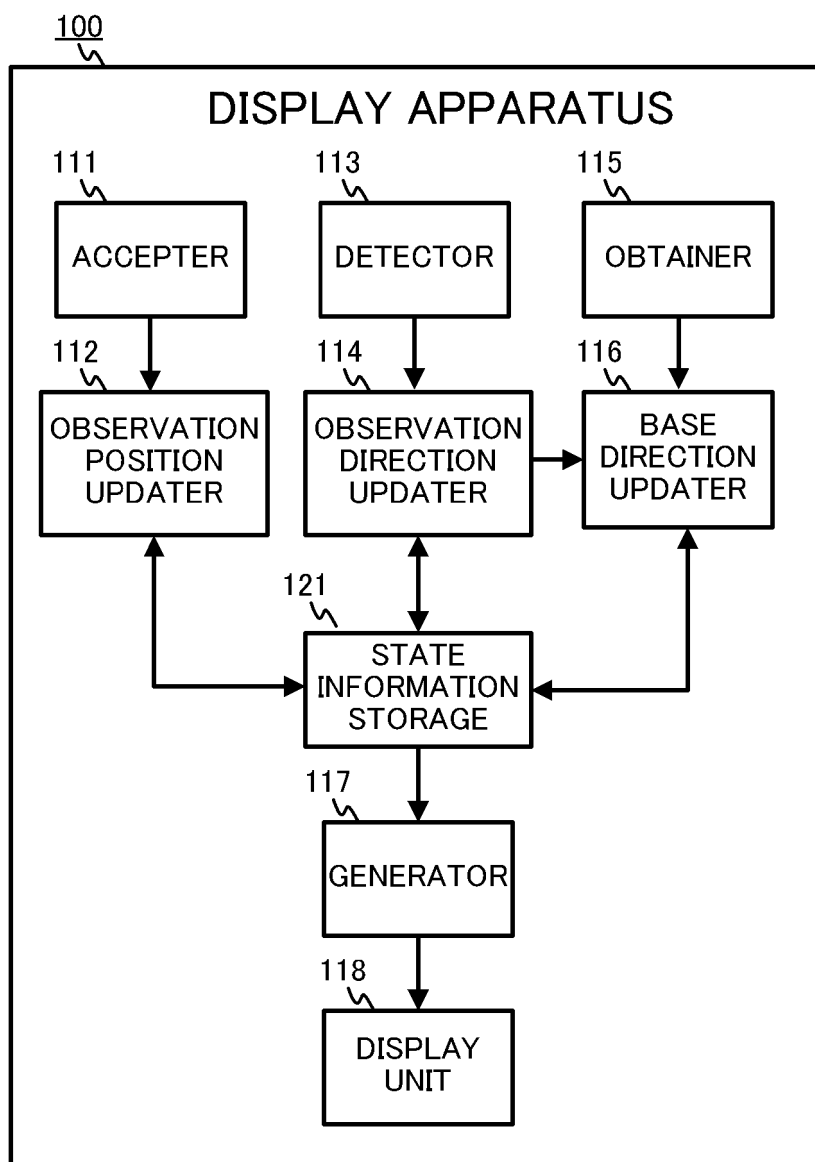 100
DISPLAY APPARATUS
111
113
115
ACCEPTER
DETECTOR
OBTAINER
112
114
116
OBSERVATION
POSITION
UPDATER
OBSERVATION
DIRECTION
UPDATER
BASE
DIRECTION
UPDATER
121
STATE
INFORMATION
STORAGE
117
GENERATOR
118
DISPLAY
UNIT